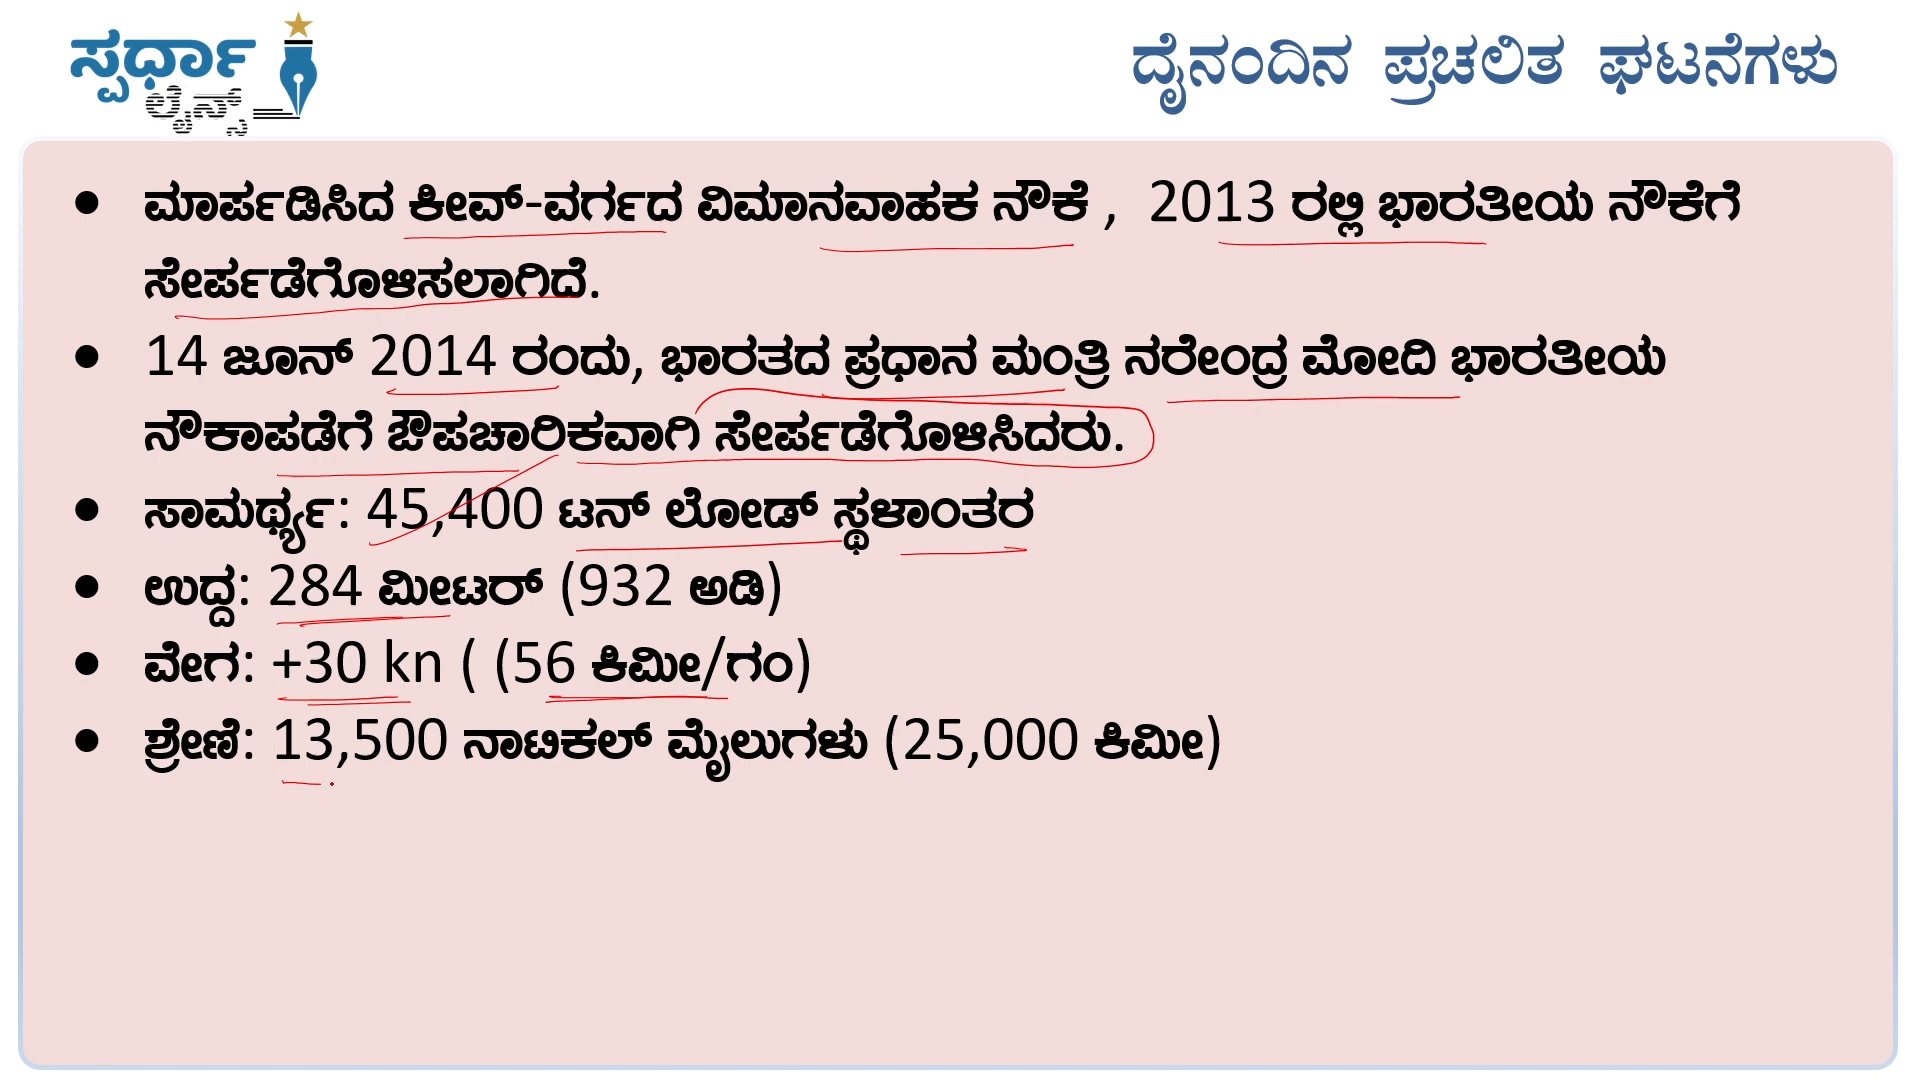 ಸ್ಪರ್ಧಾ
ಲೈನ್ಸ್
ದೈನಂದಿನ ಪ್ರಚಲಿತ ಘಟನೆಗಳು
• ಮಾರ್ಪಡಿಸಿದ ಕೀವ್-ವರ್ಗದ ವಿಮಾನವಾಹಕ ನೌಕೆ , 2013 ರಲ್ಲಿ ಭಾರತೀಯ ನೌಕೆಗೆ
ಸೇರ್ಪಡೆಗೊಳಿಸಲಾಗಿದೆ.
• 14 ಜೂನ್ 2014 ರಂದು, ಭಾರತದ ಪ್ರಧಾನ ಮಂತ್ರಿ ನರೇಂದ್ರ ಮೋದಿ ಭಾರತೀಯ
ನೌಕಾಪಡೆಗೆ ಔಪಚಾರಿಕವಾಗಿ ಸೇರ್ಪಡೆಗೊಳಿಸಿದರು.
• ಸಾಮರ್ಥ್ಯ: 45,400 ಟನ್ ಲೋಡ್ ಸ್ಥಳಾಂತರ
• ಉದ್ದ: 284 ಮೀಟರ್ (932 ಅಡಿ)
• ವೇಗ: +30 kn ( (56 ಕಿಮೀ/ಗಂ)
• ಶ್ರೇಣಿ: 13,500 ನಾಟಿಕಲ್ ಮೈಲುಗಳು (25,000 ಕಿಮೀ)